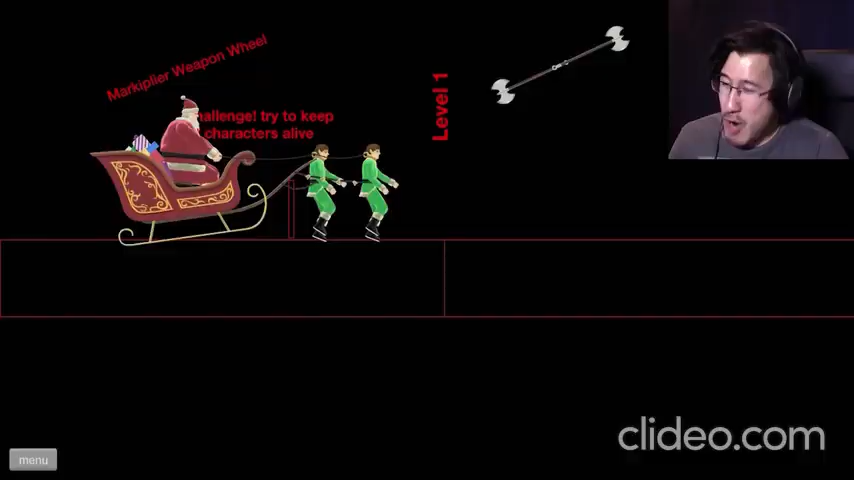 Markiplier Weapon Wheel
hallenge! try to keep
characters alive
Level 1
clideo.com
menu